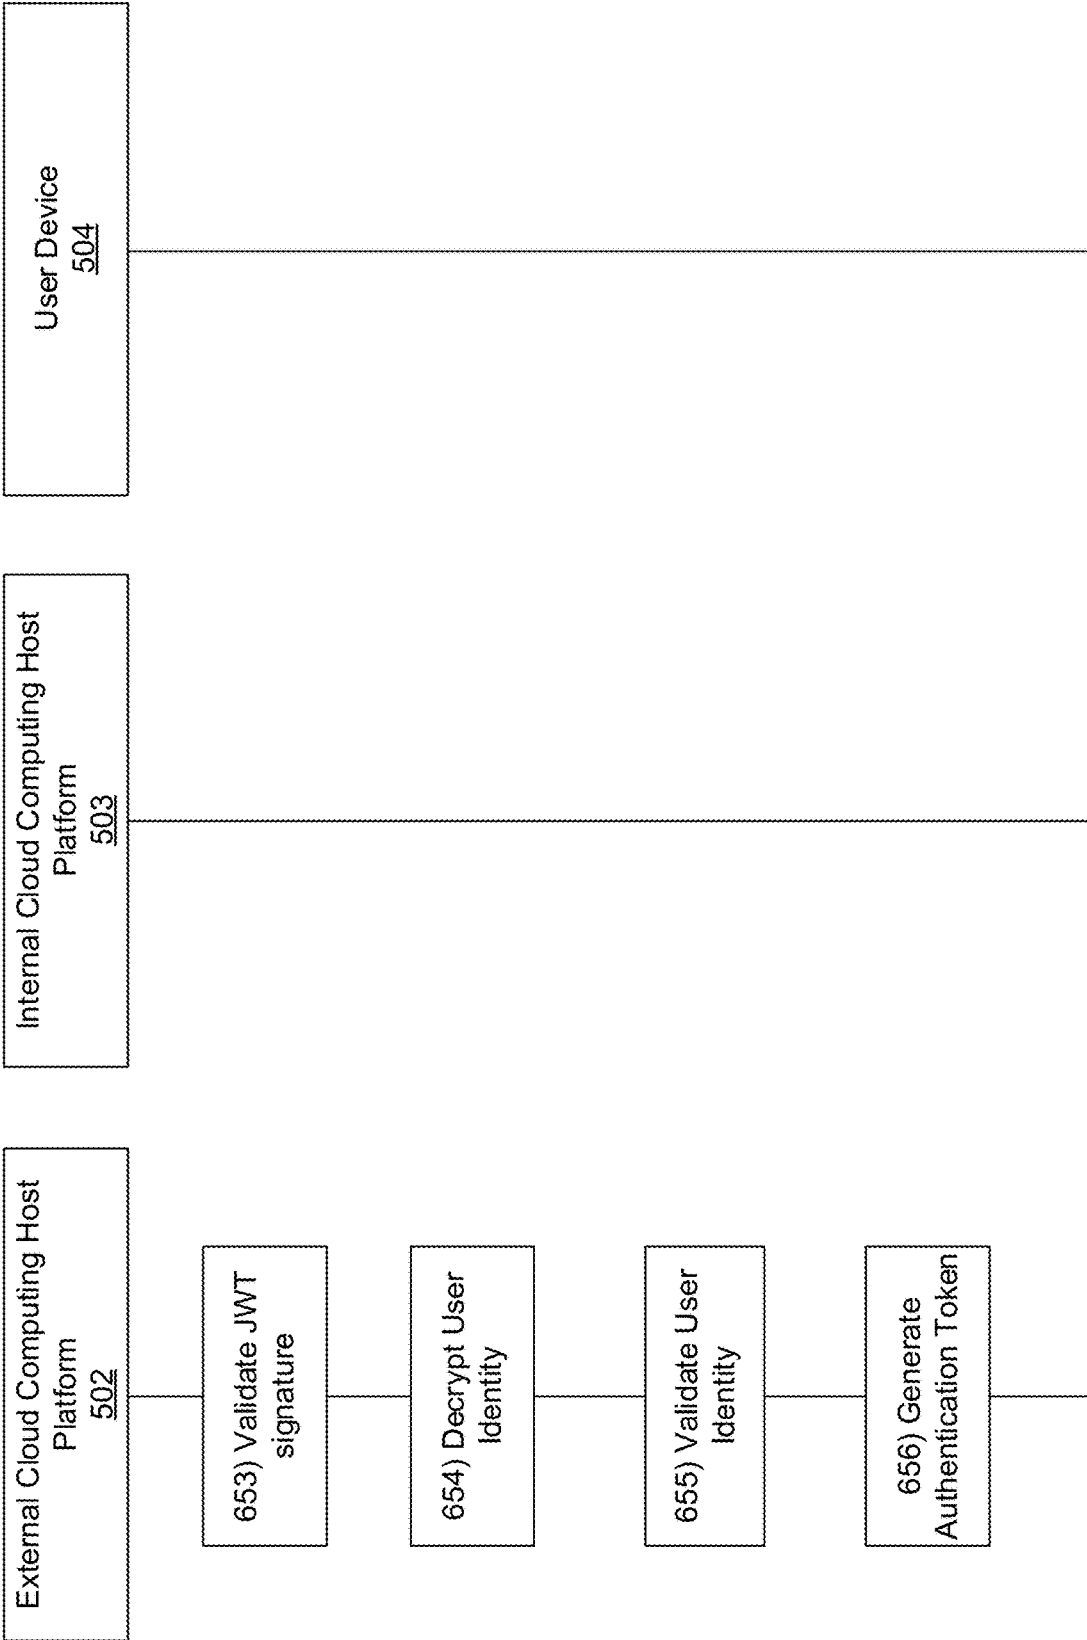 External Cloud Computing Host
Platform
502
Internal Cloud Computing Host
Platform
503
User Device
504
653) Validate JWT
signature
654) Decrypt User
Identity
655) Validate User
Identity
656) Generate
Authentication Token